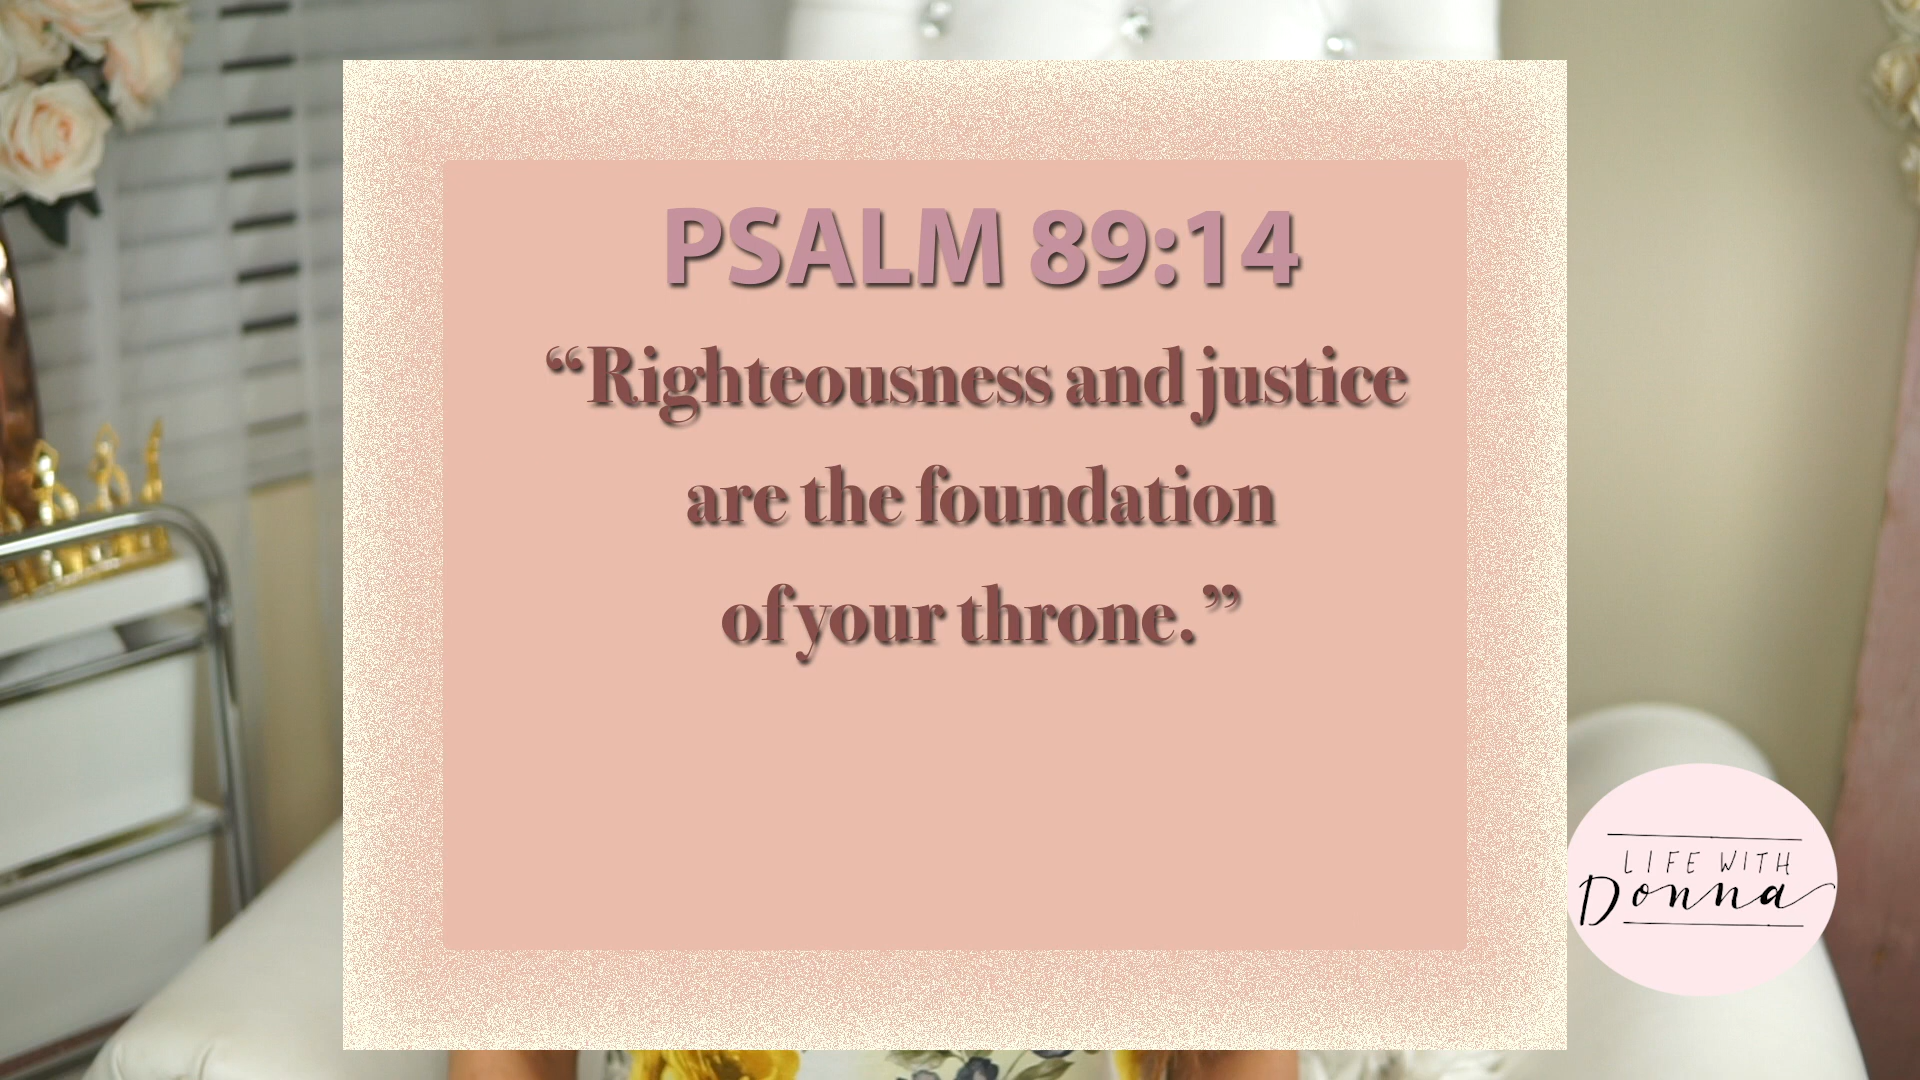 PSALM 89:14
“Righteousness and justice
are the foundation
of your throne.”
LIFE WITH
Donna